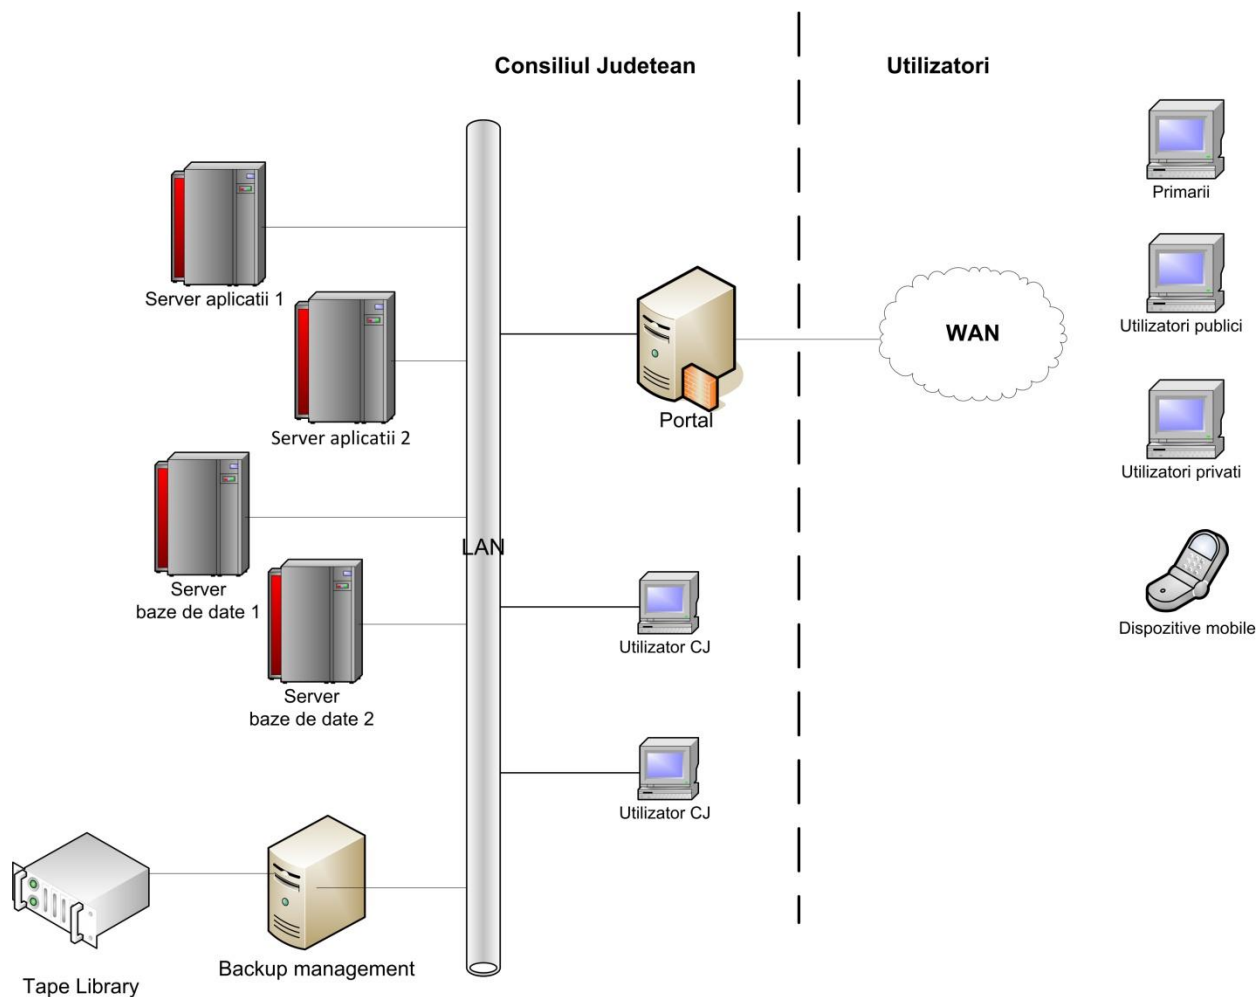 Consiliul Judetean
Utilizatori
Primarii
Server aplicatii 1
Utilizatori publici
WAN
Portal
Server aplicatii 2
Utilizatori privati
LAN
Server
baze de date 1
Utilizator CJ
Dispozitive mobile
Server
baze de date 2
Utilizator CJ
Backup management
Tape Library